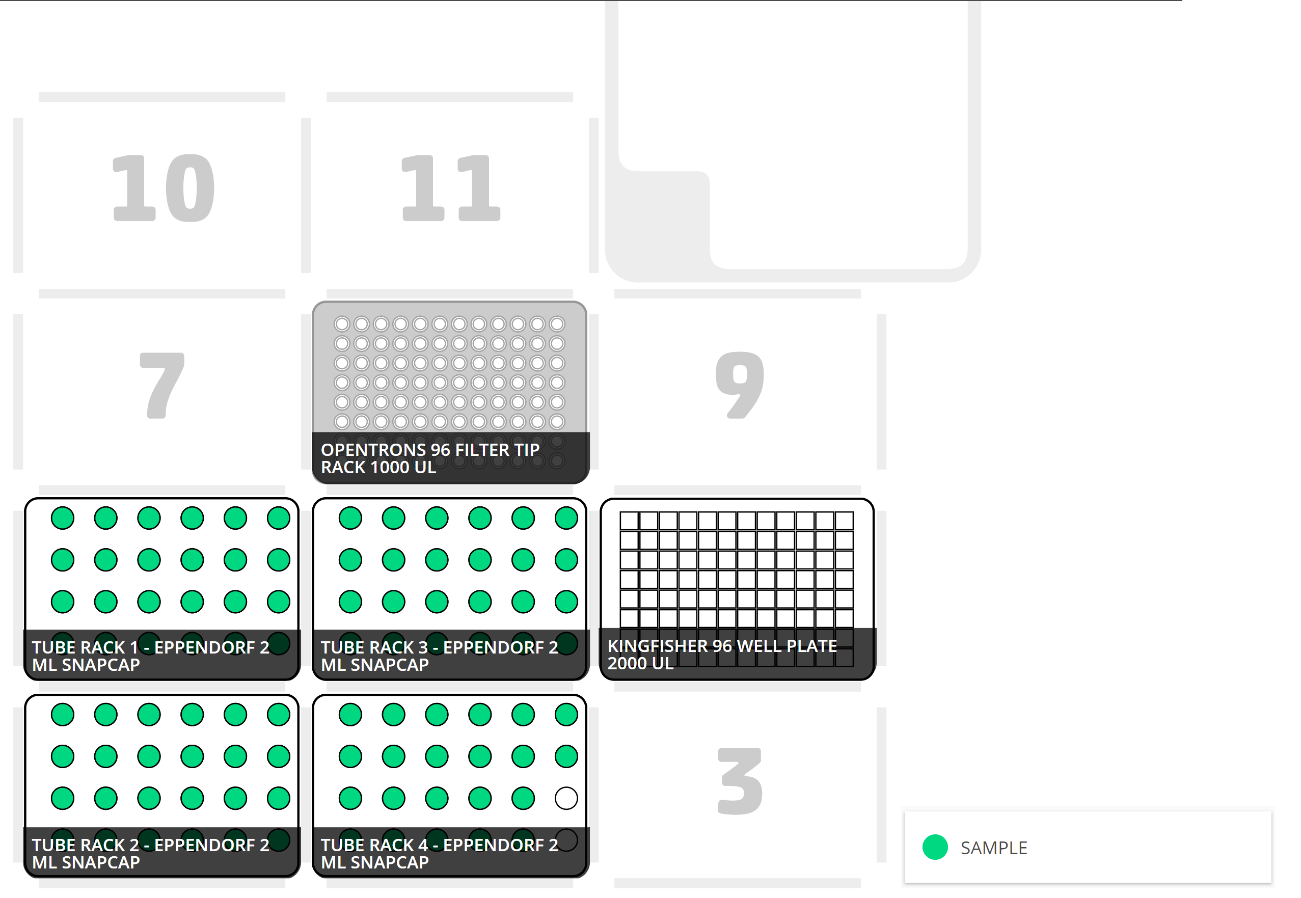 10
11
7
OPENTRONS 96 FILTER TIP
RACK 1000 UL
9
TUBE RACK 1 - EPPENDORF 2
ML SNAPCAP
TUBE RACK 3 - EPPENDORF 2
ML SNAPCAP
KINGFISHER 96 WELL PLATE
2000 UL
TUBE RACK 2 - EPPENDORF 2
ML SNAPCAP
TUBE RACK 4 - EPPENDORF 2
ML SNAPCAP
3
SAMPLE